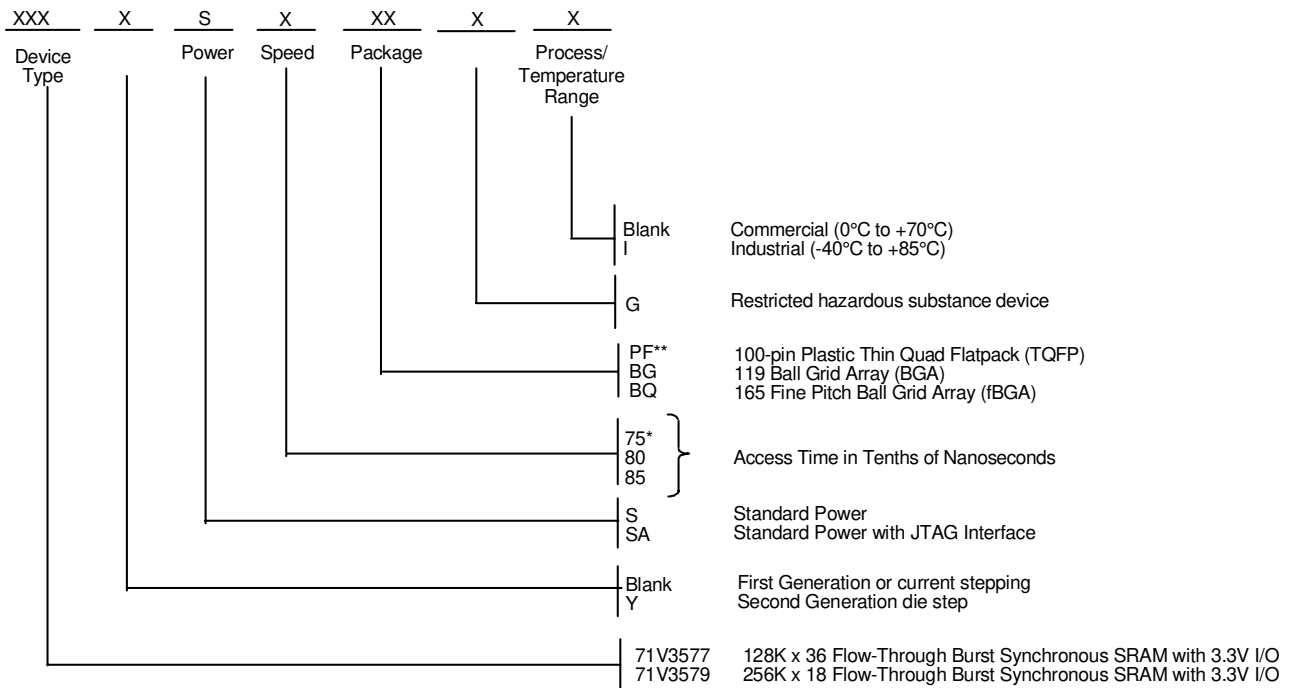 XXX X S X XX X X
Device Type Power Speed Package Process/ Temperature Range
Blank Commercial (0°C to +70°C)
I Industrial (-40°C to +85°C)
G Restricted hazardous substance device
PF** 100-pin Plastic Thin Quad Flatpack (TQFP)
BG 119 Ball Grid Array (BGA)
BQ 165 Fine Pitch Ball Grid Array (fBGA)
75*
80 Access Time in Tenths of Nanoseconds
85
S Standard Power
SA Standard Power with JTAG Interface
Blank First Generation or current stepping
Y Second Generation die step
71V3577 128K x 36 Flow-Through Burst Synchronous SRAM with 3.3V I/O
71V3579 256K x 18 Flow-Through Burst Synchronous SRAM with 3.3V I/O